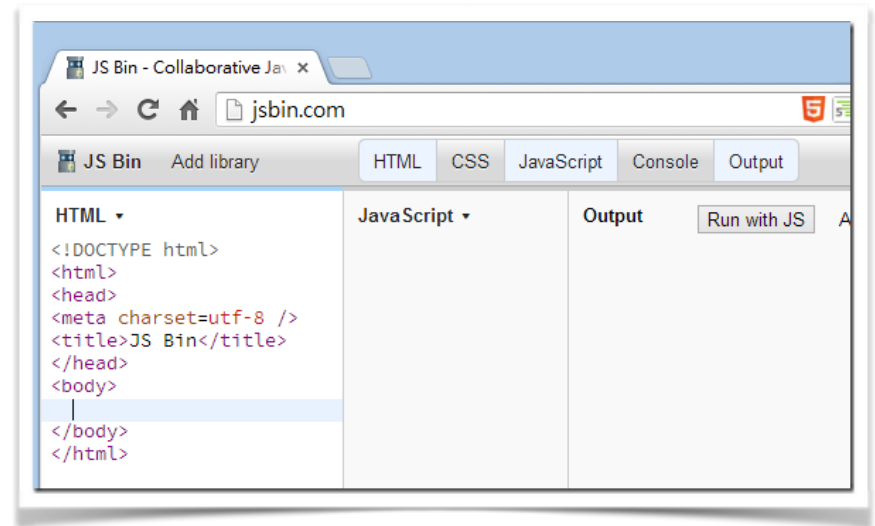 JS Bin - Collaborative Jav
jsbin.com
JS Bin Add library HTML CSS JavaScript Console Output
HTML JavaScript Output Run with JS A
<!DOCTYPE html>
<html>
<head>
<meta charset=utf-8 />
<title>JS Bin</title>
</head>
<body>
</body>
</html>